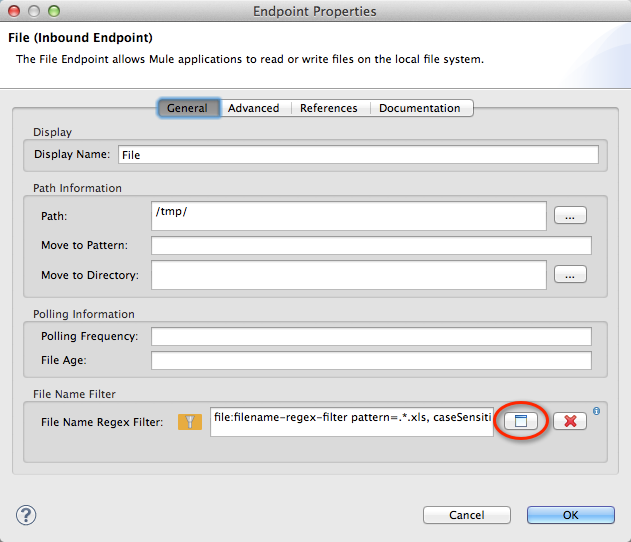 Endpoint Properties
File (Inbound Endpoint)
The File Endpoint allows Mule applications to read or write files on the local file system.
General Advanced References Documentation
Display
Display Name: File
Path Information
Path: /tmp/ ...
Move to Pattern:
Move to Directory: ...
Polling Information
Polling Frequency:
File Age:
File Name Filter
File Name Regex Filter: file:filename-regex-filter pattern=.*.xls, caseSensiti
? Cancel OK